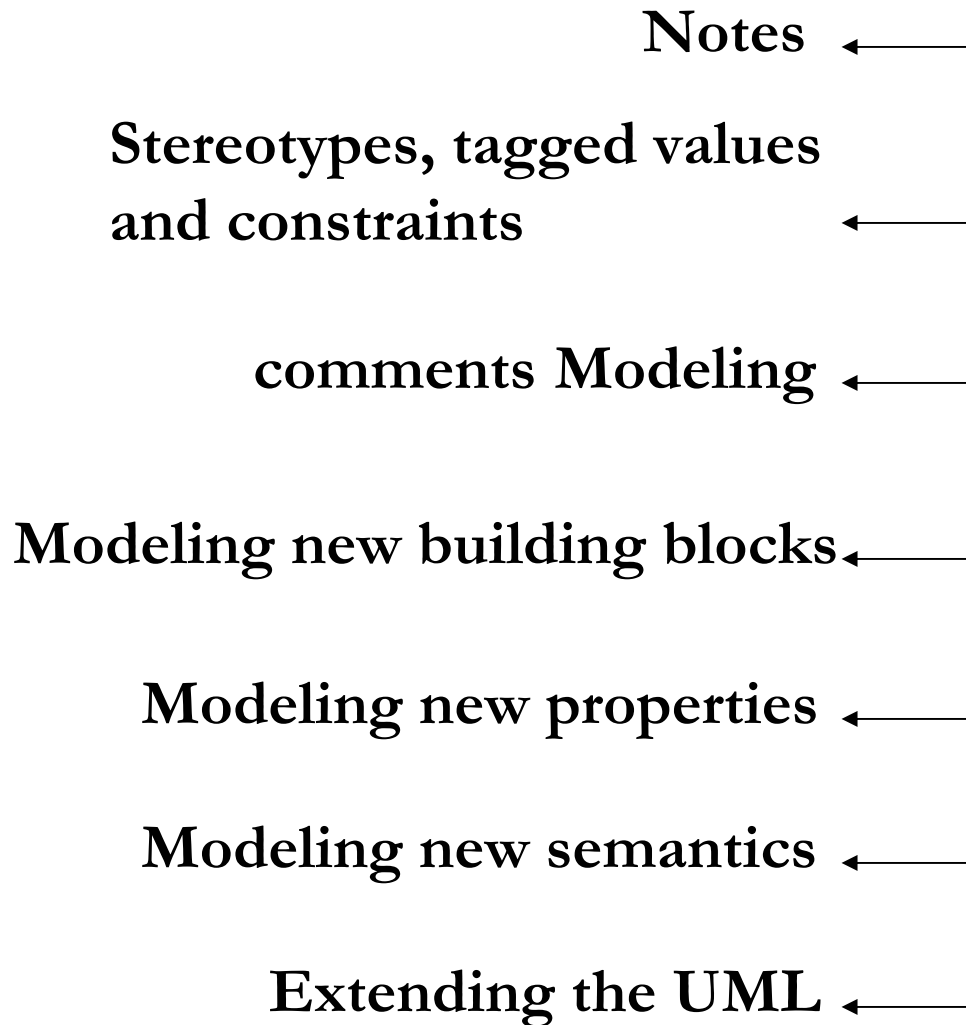 Notes
Stereotypes, tagged values
and constraints
comments Modeling
Modeling new building blocks
Modeling new properties
Modeling new semantics
Extending the UML